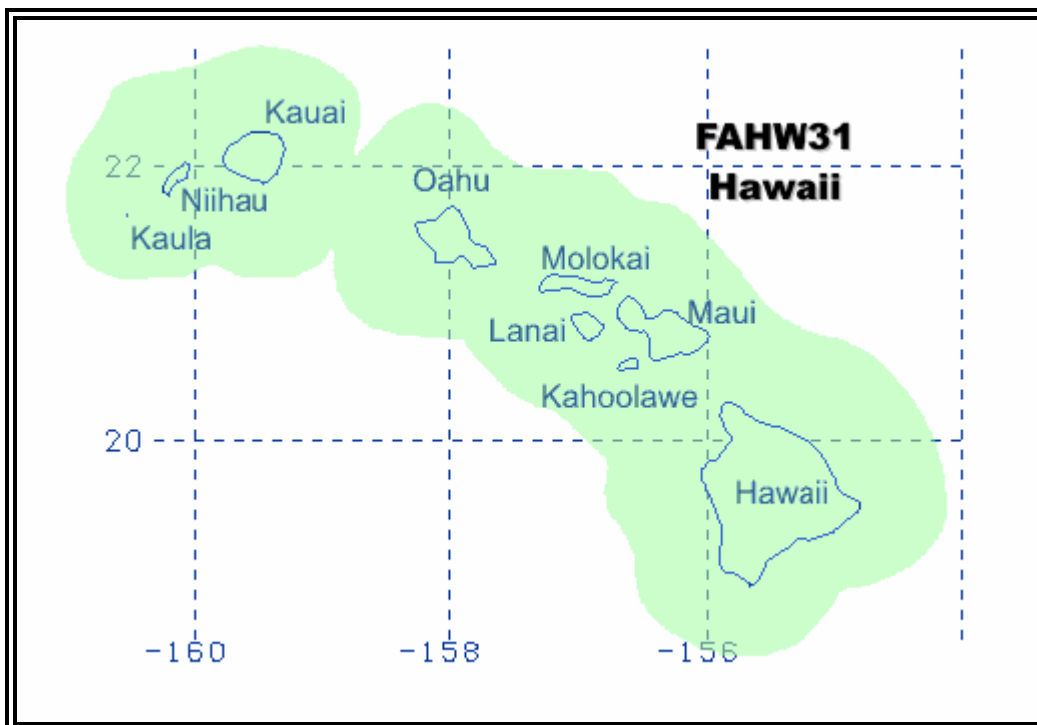 Kauai
FAHW31
22
Oahu
Hawaii
Niihau
Kaula
Molokai
Maui
Lanai
Kahoolawe
20
Hawaii
-160
-158
-156